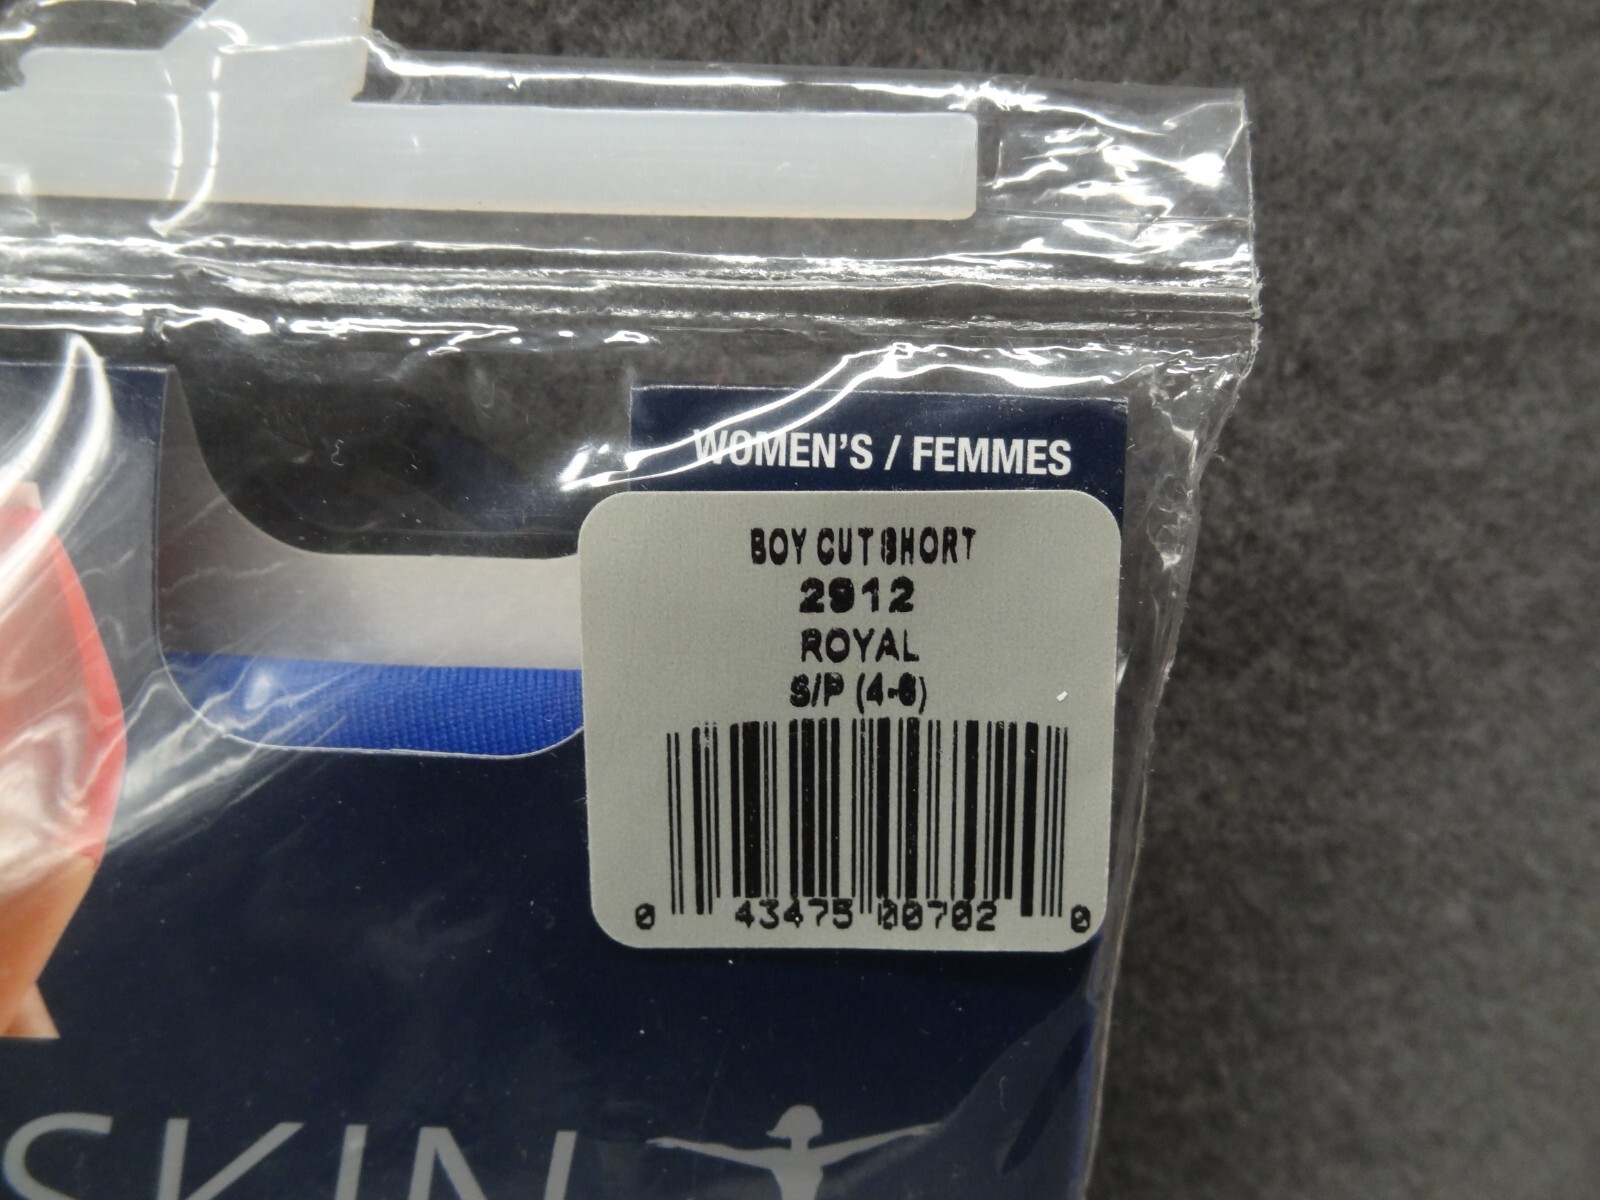 WOMEN'S / FEMMES
BOY CUT SHORT
2912
ROYAL
S/P (4-6)
0 43475 00702 0
SKIN